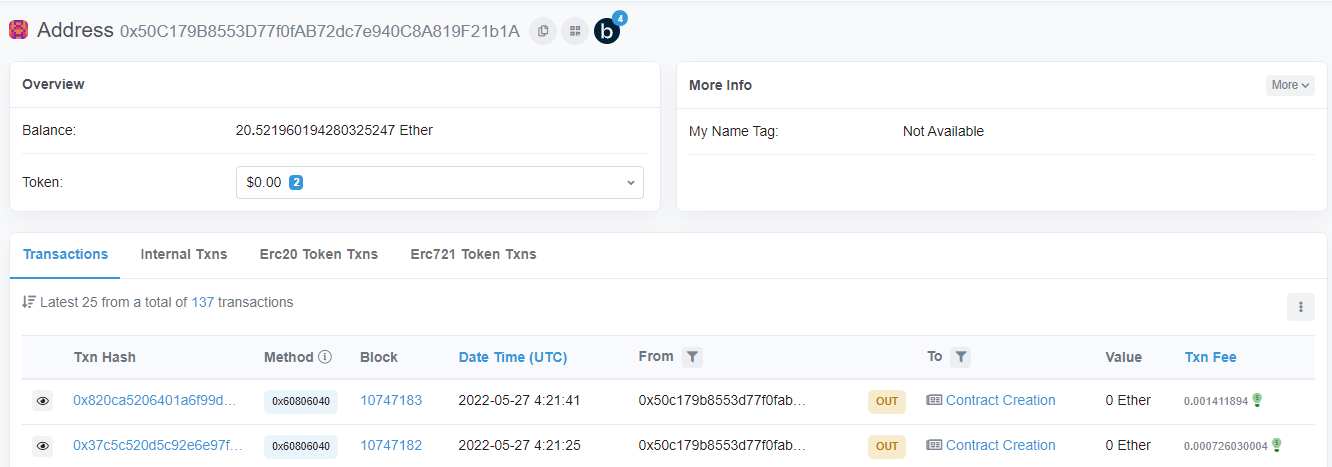 Address 0x50C179B8553D77f0fAB72dc7e940C8A819F21b1A b 4
Overview
Balance: 20.521960194280325247 Ether
Token: $0.00 2
More Info More
My Name Tag: Not Available
Transactions Internal Txns Erc20 Token Txns Erc721 Token Txns
Latest 25 from a total of 137 transactions
Txn Hash Method Block Date Time (UTC) From To Value Txn Fee
0x820ca5206401a6f99d... 0x60806040 10747183 2022-05-27 4:21:41 0x50c179b8553d77f0fab... OUT Contract Creation 0 Ether 0.001411894
0x37c5c520d5c92e6e97f... 0x60806040 10747182 2022-05-27 4:21:25 0x50c179b8553d77f0fab... OUT Contract Creation 0 Ether 0.000726030004